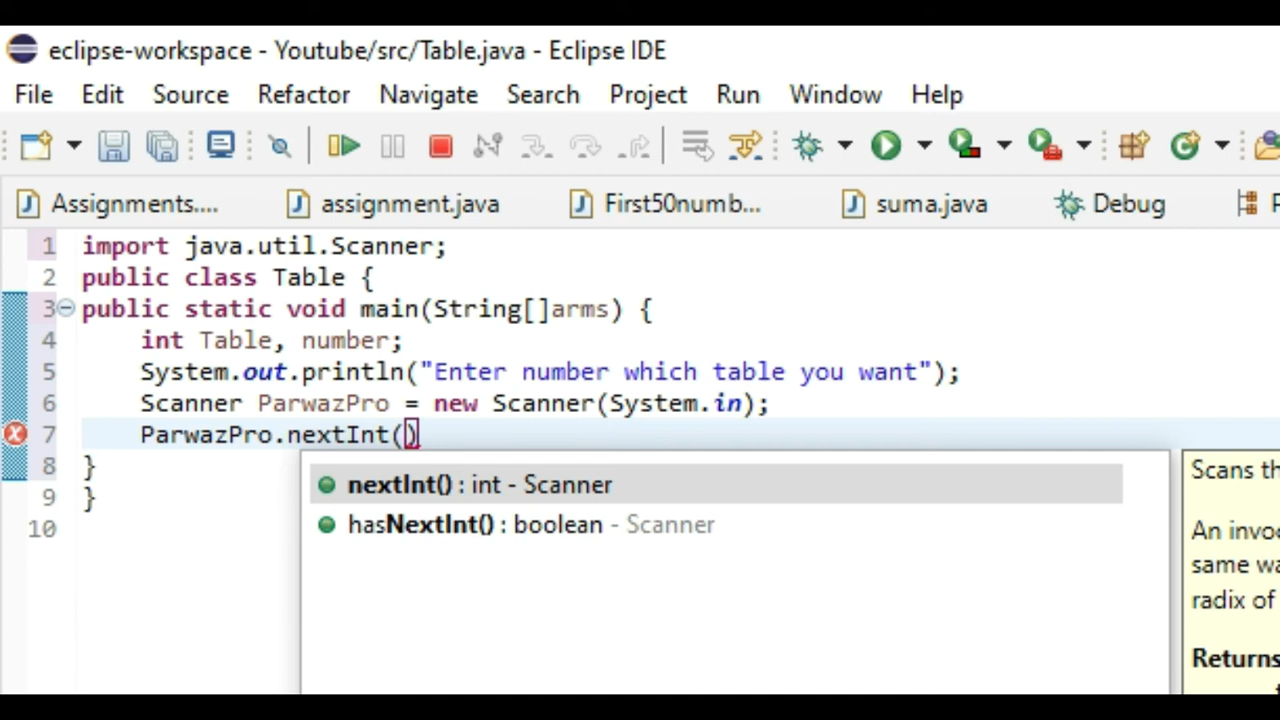 eclipse-workspace - Youtube/src/Table.java - Eclipse IDE
File Edit Source Refactor Navigate Search Project Run Window Help
Assignments.... assignment.java First50numb... suma.java Debug
1 import java.util.Scanner;
2 public class Table {
3 public static void main(String[]arms) {
4 int Table, number;
5 System.out.println("Enter number which table you want");
6 Scanner ParwazPro = new Scanner(System.in);
7 ParwazPro.nextInt()
8 }
9 }
10
nextInt() : int - Scanner
hasNextInt() : boolean - Scanner
Scans
An
same
radix of
Returns